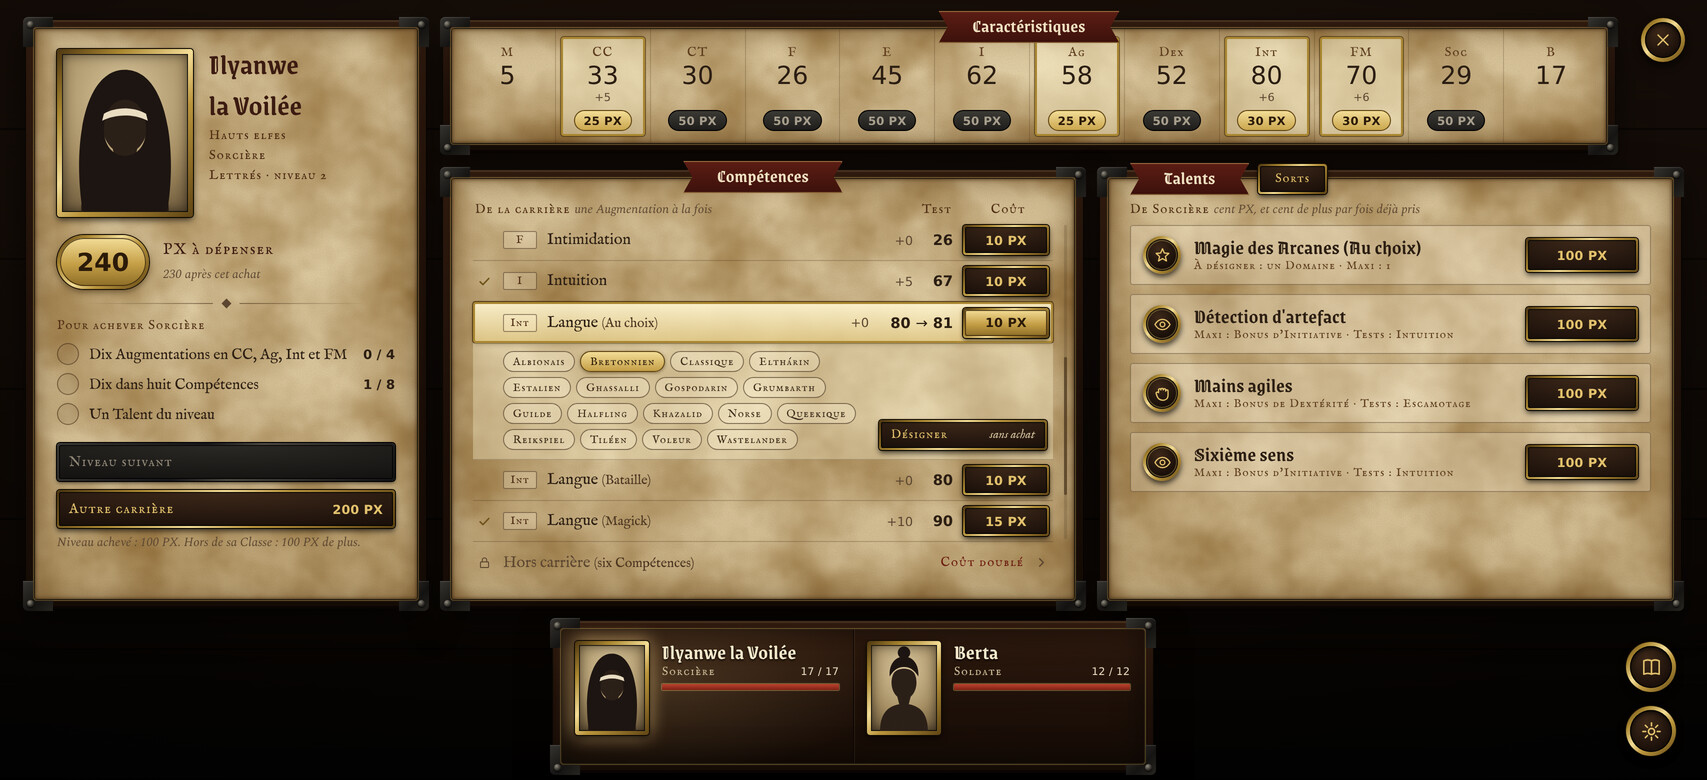 Ilyanwe
la Voilée
Hauts elfes
Sorcière
Lettrés · niveau 2
240
PX à dépenser
230 après cet achat
Pour achever Sorcière
Dix Augmentations en CC, Ag, Int et FM 0 / 4
Dix dans huit Compétences 1 / 8
Un Talent du niveau
Niveau suivant
Autre carrière 200 PX
Niveau achevé : 100 PX. Hors de sa Classe : 100 PX de plus.
Caractéristiques
M CC CT F E I Ag Dex Int FM Soc B
5 33 30 26 45 62 58 52 80 70 29 17
+5 +6 +6
25 PX 50 PX 50 PX 50 PX 50 PX 25 PX 50 PX 30 PX 30 PX 50 PX
Compétences
De la carrière une Augmentation à la fois Test Coût
F Intimidation +0 26 10 PX
I Intuition +5 67 10 PX
Int Langue (Au choix) +0 80 → 81 10 PX
Albionais Bretonnien Classique Elthárin
Estalien Ghassalli Gospodarin Grumbarth
Guilde Halfling Khazalid Norse Queekique
Reikspiel Tiléen Voleur Wastelander
Désigner sans achat
Int Langue (Bataille) +0 80 10 PX
Int Langue (Magick) +10 90 15 PX
Hors carrière (six Compétences) Coût doublé
Talents
Sorts
De Sorcière cent PX, et cent de plus par fois déjà pris
Magie des Arcanes (Au choix)
À désigner : un Domaine · Maxi : 1
100 PX
Détection d'artefact
Maxi : Bonus d'Initiative · Tests : Intuition
100 PX
Mains agiles
Maxi : Bonus de Dextérité · Tests : Escamotage
100 PX
Sixième sens
Maxi : Bonus d'Initiative · Tests : Intuition
100 PX
Ilyanwe la Voilée
Sorcière 17 / 17
Berta
Soldate 12 / 12